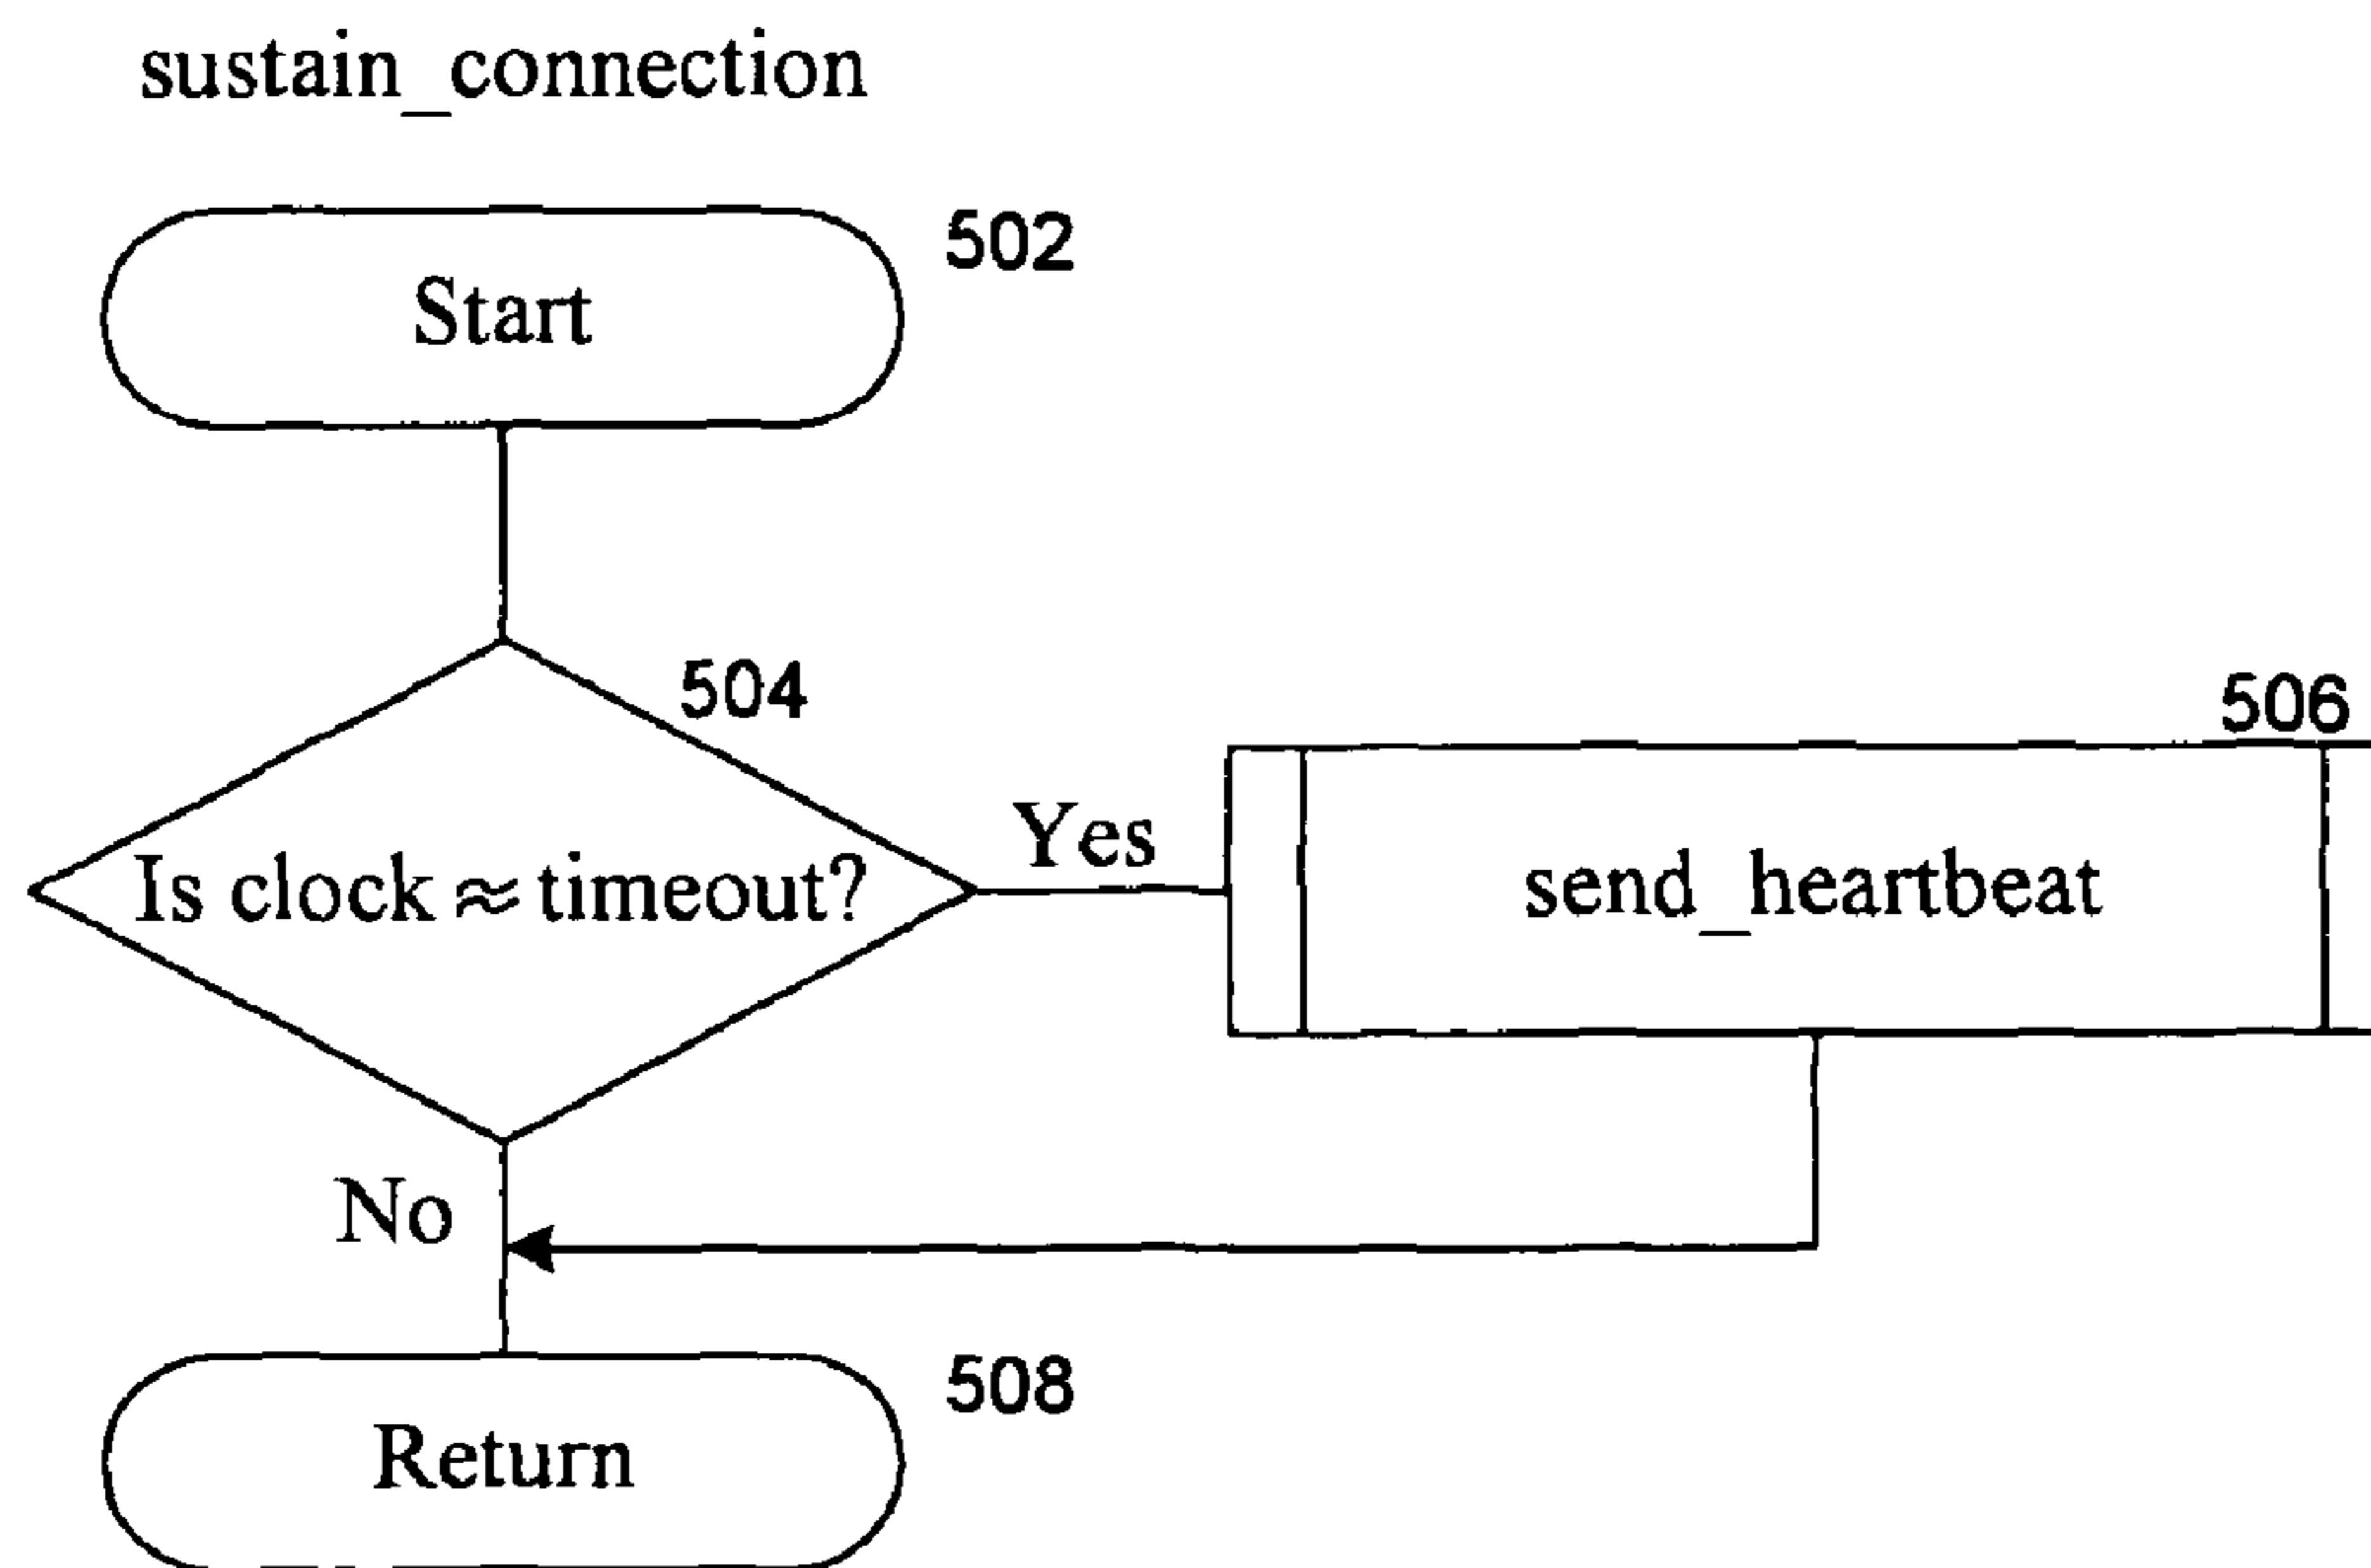 sustain_connection
502
Start
504
506
Yes
Is clock ≈ timeout?
send_heartbeat
No
508
Return